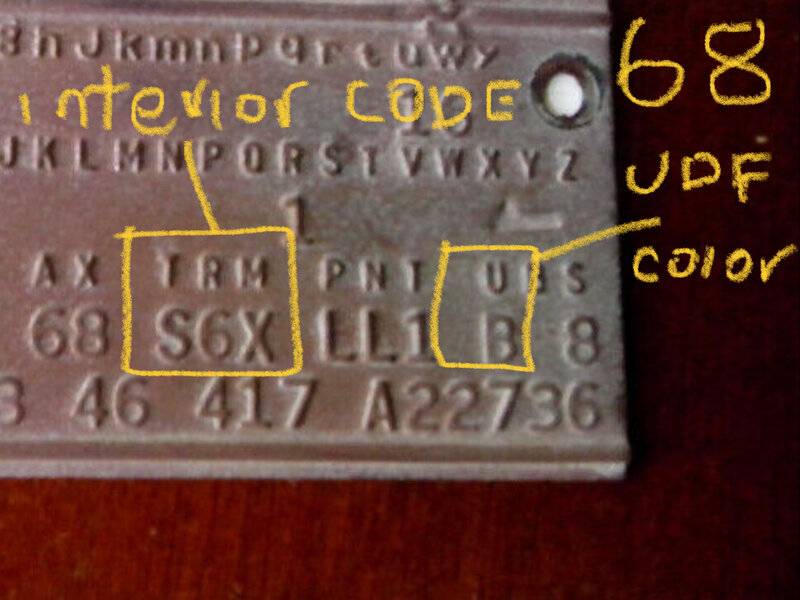 hJkmnpqrtuwy
68
interior CODE
JKLMNPQRSTVWXYZ
UDF
color
1
AX TRM PNT UBS
68 S6X LL1 B 8
3 46 417 A22736